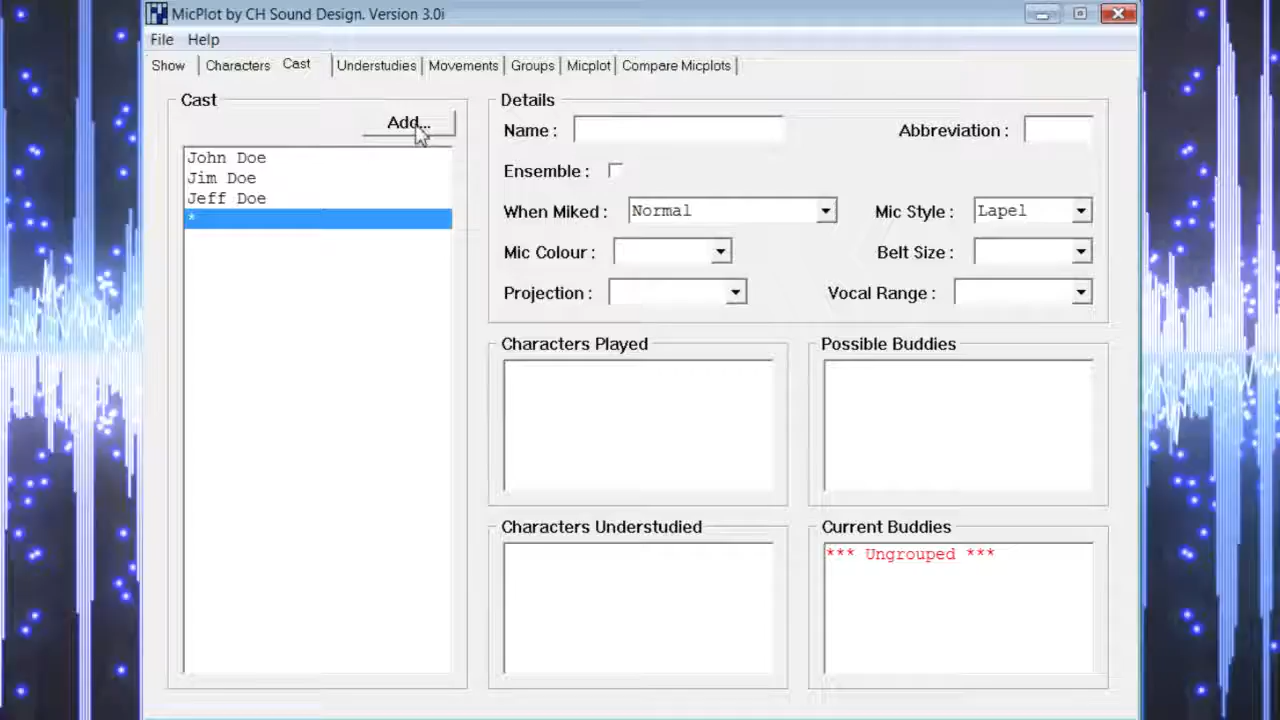 MicPlot by CH Sound Design. Version 3.0i
File Help
Show Characters Cast Understudies Movements Groups Micplot Compare Micplots
Cast
Add...
John Doe
Jim Doe
Jeff Doe
*
Details
Name : Abbreviation :
Ensemble :
When Miked : Normal Mic Style : Lapel
Mic Colour : Belt Size :
Projection : Vocal Range :
Characters Played
Possible Buddies
Characters Understudied
Current Buddies
*** Ungrouped ***